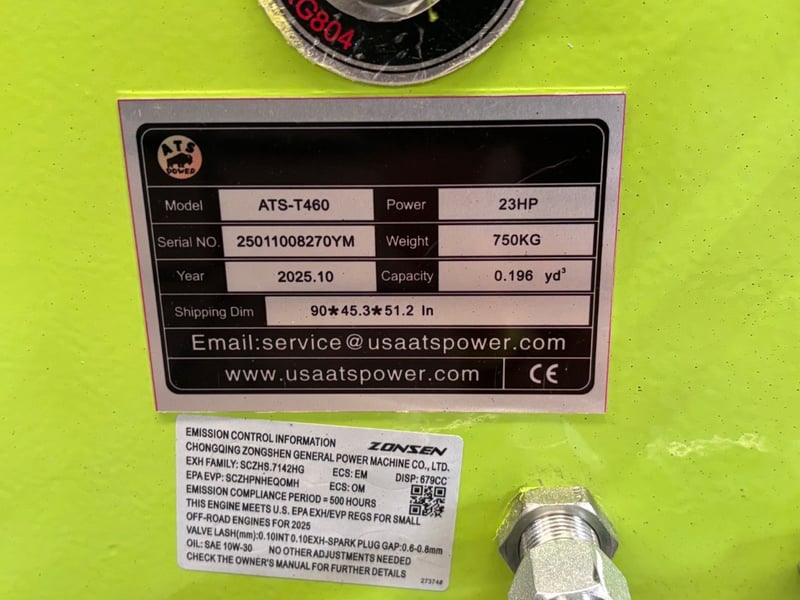 KG804
ATS
POWER
Model ATS-T460 Power 23HP
Serial NO. 25011008270YM Weight 750KG
Year 2025.10 Capacity 0.196 yd³
Shipping Dim 90*45.3*51.2 In
Email:service@usaatspower.com
www.usaatspower.com CE
EMISSION CONTROL INFORMATION ZONSEN
CHONGQING ZONGSHEN GENERAL POWER MACHINE CO., LTD.
EXH FAMILY: SCZHS.7142HG ECS: EM DISP: 679CC
EPA EVP: SCZHPNHEQOMH ECS: OM
EMISSION COMPLIANCE PERIOD = 500 HOURS
THIS ENGINE MEETS U.S. EPA EXH/EVP REGS FOR SMALL
OFF-ROAD ENGINES FOR 2025
VALVE LASH(mm):0.10INT 0.10EXH-SPARK PLUG GAP:0.6-0.8mm
OIL: SAE 10W-30 NO OTHER ADJUSTMENTS NEEDED
CHECK THE OWNER'S MANUAL FOR FURTHER DETAILS
27374#